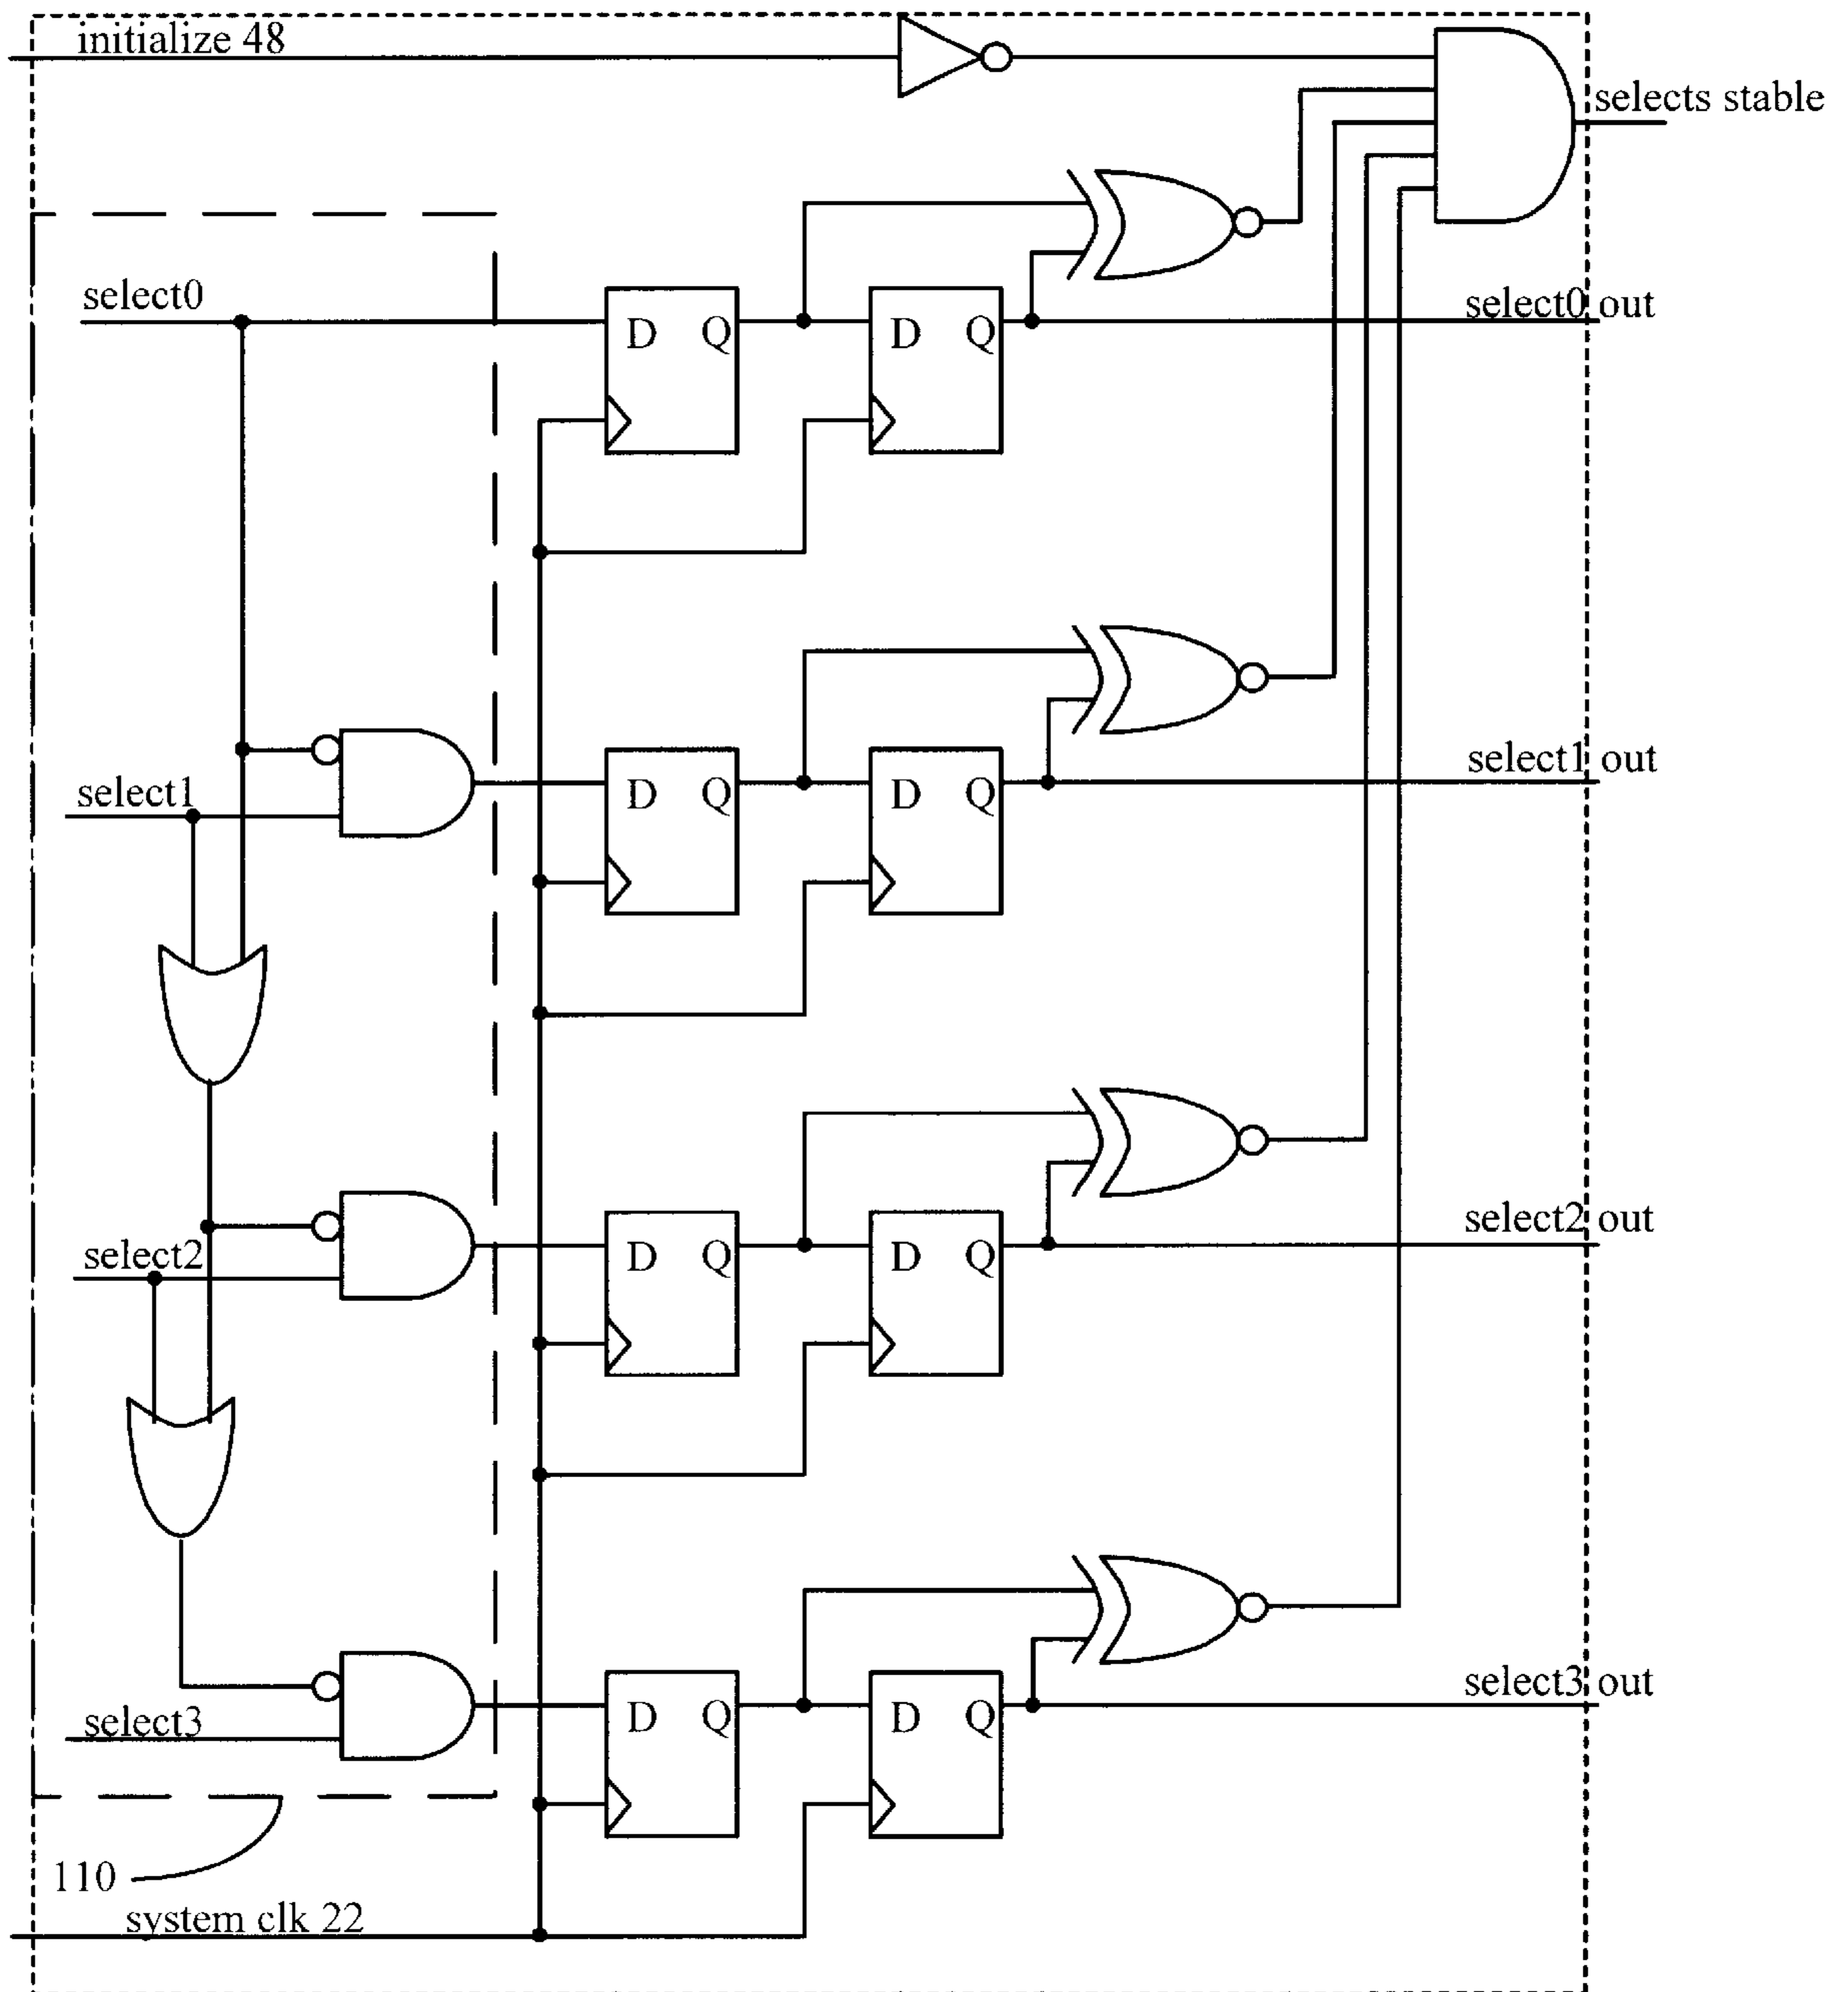 initialize 48
selects stable
select0
D Q
D Q
select0 out
select1
D Q
D Q
select1 out
select2
D Q
D Q
select2 out
select3
D Q
D Q
select3 out
110
system clk 22